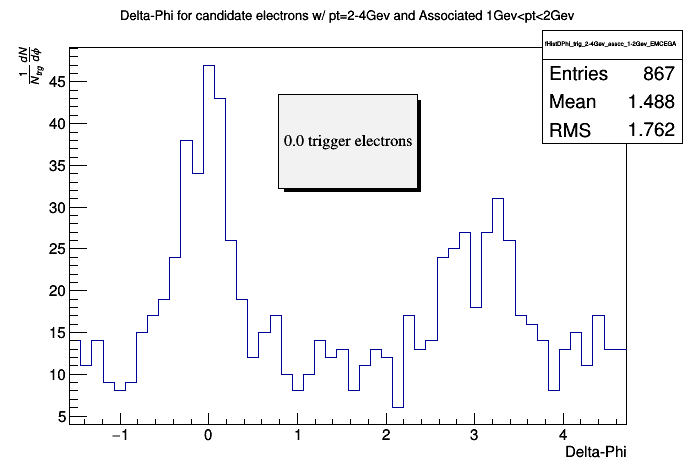 Delta-Phi for candidate electrons w/ pt=2-4Gev and Associated 1Gev<pt<2Gev
fHistDPhi_trig_2-4Gev_assoc_1-2Gev_EMCEGA
Entries 867
Mean 1.488
RMS 1.762
1/N_trig dN/dϕ
0.0 trigger electrons
45
40
35
30
25
20
15
10
5
−1 0 1 2 3 4
Delta-Phi